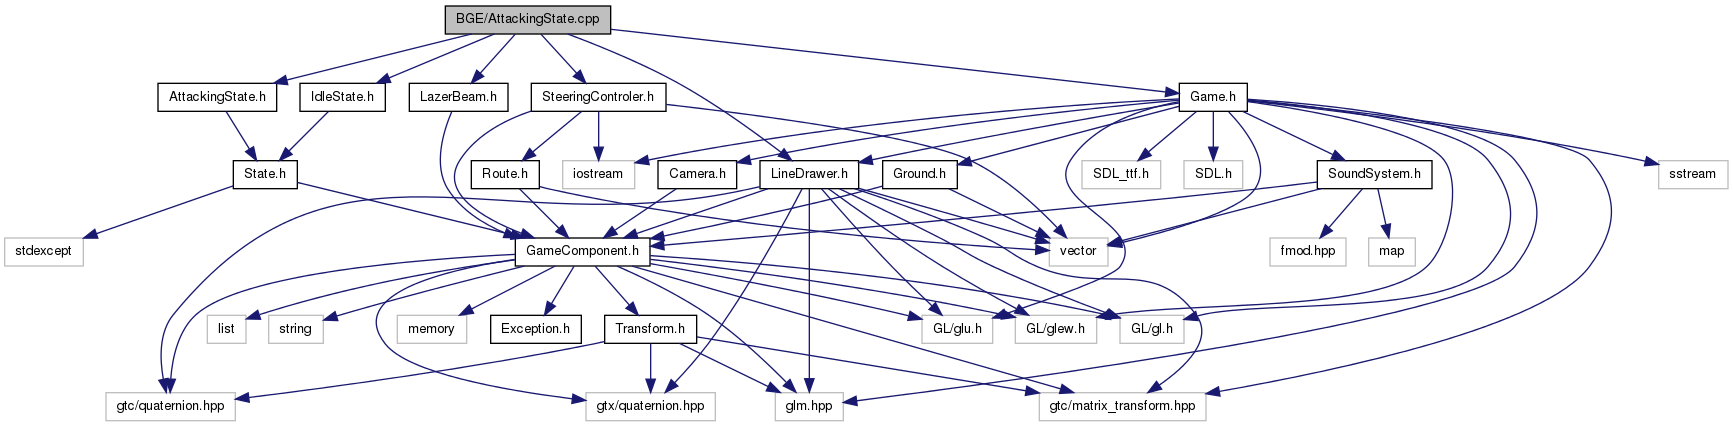 BGE/AttackingState.cpp
AttackingState.h
IdleState.h
LazerBeam.h
SteeringControler.h
Game.h
State.h
Route.h
iostream
Camera.h
LineDrawer.h
Ground.h
SDL_ttf.h
SDL.h
SoundSystem.h
sstream
stdexcept
GameComponent.h
vector
fmod.hpp
map
list
string
memory
Exception.h
Transform.h
GL/glu.h
GL/glew.h
GL/gl.h
gtc/quaternion.hpp
gtx/quaternion.hpp
glm.hpp
gtc/matrix_transform.hpp